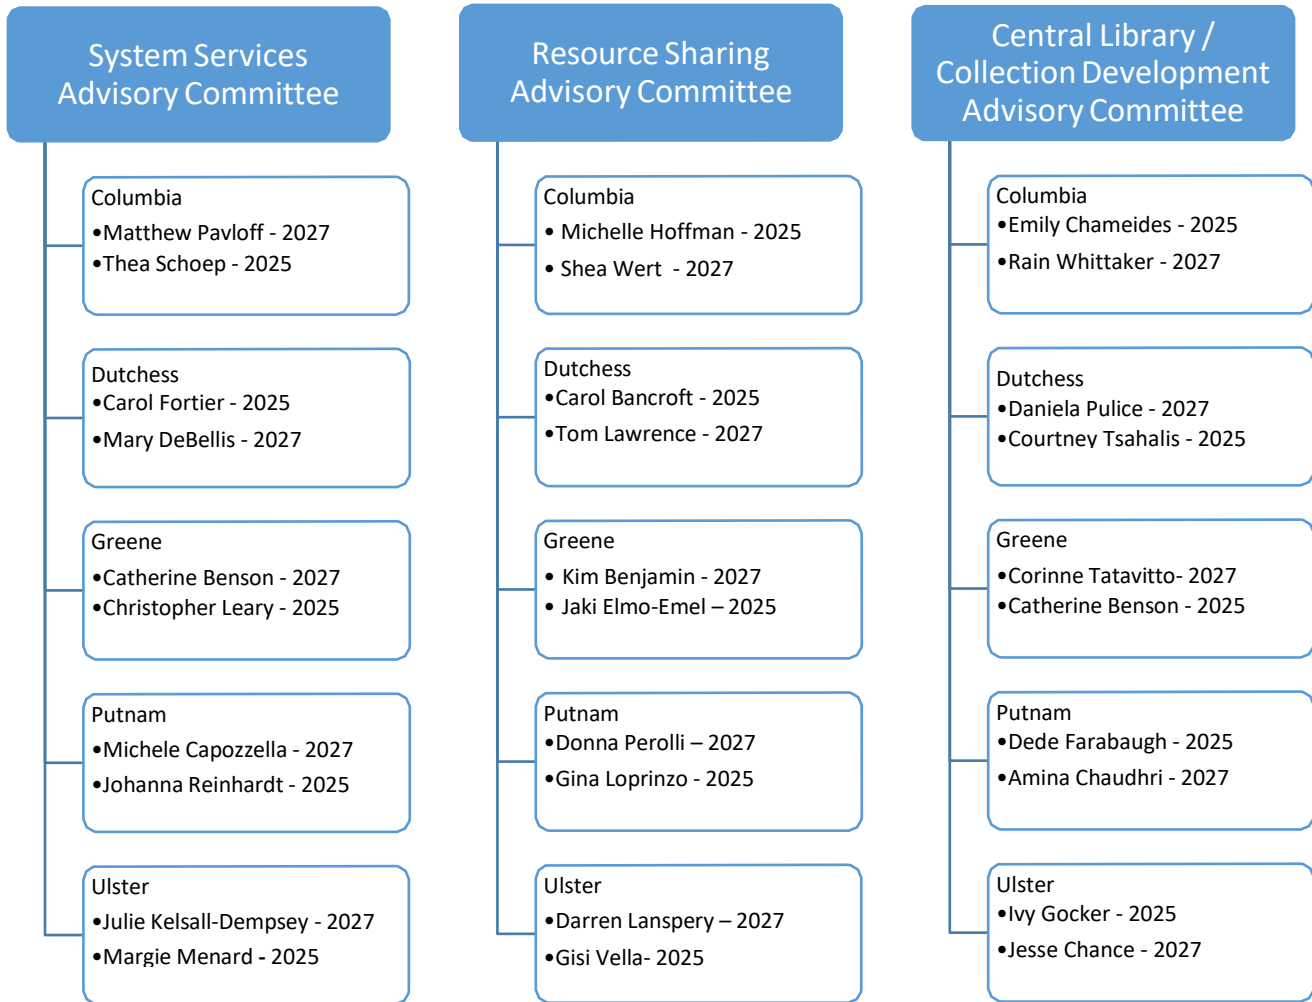 System Services
Advisory Committee
Columbia
•Matthew Pavloff - 2027
•Thea Schoep - 2025
Dutchess
•Carol Fortier - 2025
•Mary DeBellis - 2027
Greene
•Catherine Benson - 2027
•Christopher Leary - 2025
Putnam
•Michele Capozzella - 2027
•Johanna Reinhardt - 2025
Ulster
•Julie Kelsall-Dempsey - 2027
•Margie Menard - 2025
Resource Sharing
Advisory Committee
Columbia
• Michelle Hoffman - 2025
• Shea Wert  - 2027
Dutchess
•Carol Bancroft - 2025
•Tom Lawrence - 2027
Greene
• Kim Benjamin - 2027
• Jaki Elmo-Emel – 2025
Putnam
•Donna Perolli – 2027
•Gina Loprinzo - 2025
Ulster
•Darren Lanspery – 2027
•Gisi Vella- 2025
Central Library /
Collection Development
Advisory Committee
Columbia
•Emily Chameides - 2025
•Rain Whittaker - 2027
Dutchess
•Daniela Pulice - 2027
•Courtney Tsahalis - 2025
Greene
•Corinne Tatavitto- 2027
•Catherine Benson - 2025
Putnam
•Dede Farabaugh - 2025
•Amina Chaudhri - 2027
Ulster
•Ivy Gocker - 2025
•Jesse Chance - 2027